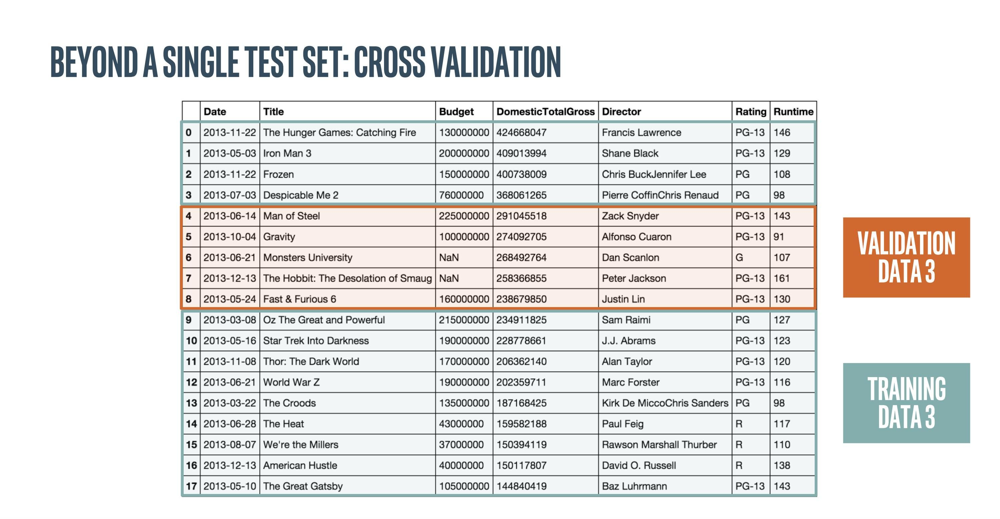 BEYOND A SINGLE TEST SET: CROSS VALIDATION
Date Title Budget DomesticTotalGross Director Rating Runtime
0 2013-11-22 The Hunger Games: Catching Fire 130000000 424668047 Francis Lawrence PG-13 146
1 2013-05-03 Iron Man 3 200000000 409013994 Shane Black PG-13 129
2 2013-11-22 Frozen 150000000 400738009 Chris BuckJennifer Lee PG 108
3 2013-07-03 Despicable Me 2 76000000 368061265 Pierre CoffinChris Renaud PG 98
4 2013-06-14 Man of Steel 225000000 291045518 Zack Snyder PG-13 143
5 2013-10-04 Gravity 100000000 274092705 Alfonso Cuaron PG-13 91
6 2013-06-21 Monsters University NaN 268492764 Dan Scanlon G 107
7 2013-12-13 The Hobbit: The Desolation of Smaug NaN 258366855 Peter Jackson PG-13 161
8 2013-05-24 Fast & Furious 6 160000000 238679850 Justin Lin PG-13 130
9 2013-03-08 Oz The Great and Powerful 215000000 234911825 Sam Raimi PG 127
10 2013-05-16 Star Trek Into Darkness 190000000 228778661 J.J. Abrams PG-13 123
11 2013-11-08 Thor: The Dark World 170000000 206362140 Alan Taylor PG-13 120
12 2013-06-21 World War Z 190000000 202359711 Marc Forster PG-13 116
13 2013-03-22 The Croods 135000000 187168425 Kirk De MiccoChris Sanders PG 98
14 2013-06-28 The Heat 43000000 159582188 Paul Feig R 117
15 2013-08-07 We're the Millers 37000000 150394119 Rawson Marshall Thurber R 110
16 2013-12-13 American Hustle 40000000 150117807 David O. Russell R 138
17 2013-05-10 The Great Gatsby 105000000 144840419 Baz Luhrmann PG-13 143
VALIDATION
DATA 3
TRAINING
DATA 3